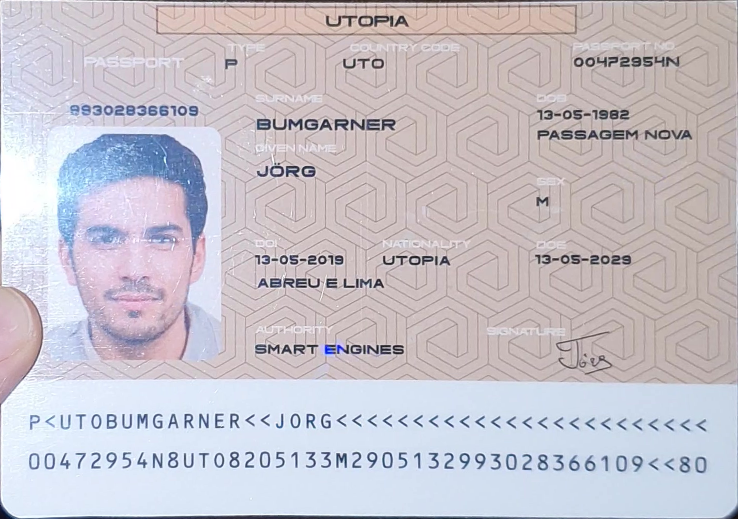 UTOPIA
PASSPORT TYPE COUNTRY CODE PASSPORT NO.
P UTO 00472954N
993028366109
SURNAME DOB
BUMGARNER 13-05-1982
PASSAGEM NOVA
GIVEN NAME
JÖRG
SEX
M
DOI NATIONALITY DOE
13-05-2019 UTOPIA 13-05-2029
ABREU E LIMA
AUTHORITY SIGNATURE
SMART ENGINES Jörg
P<UTOBUMGARNER<<JORG<<<<<<<<<<<<<<<<<<<<<<<<
00472954N8UTO8205133M2905132993028366109<<80